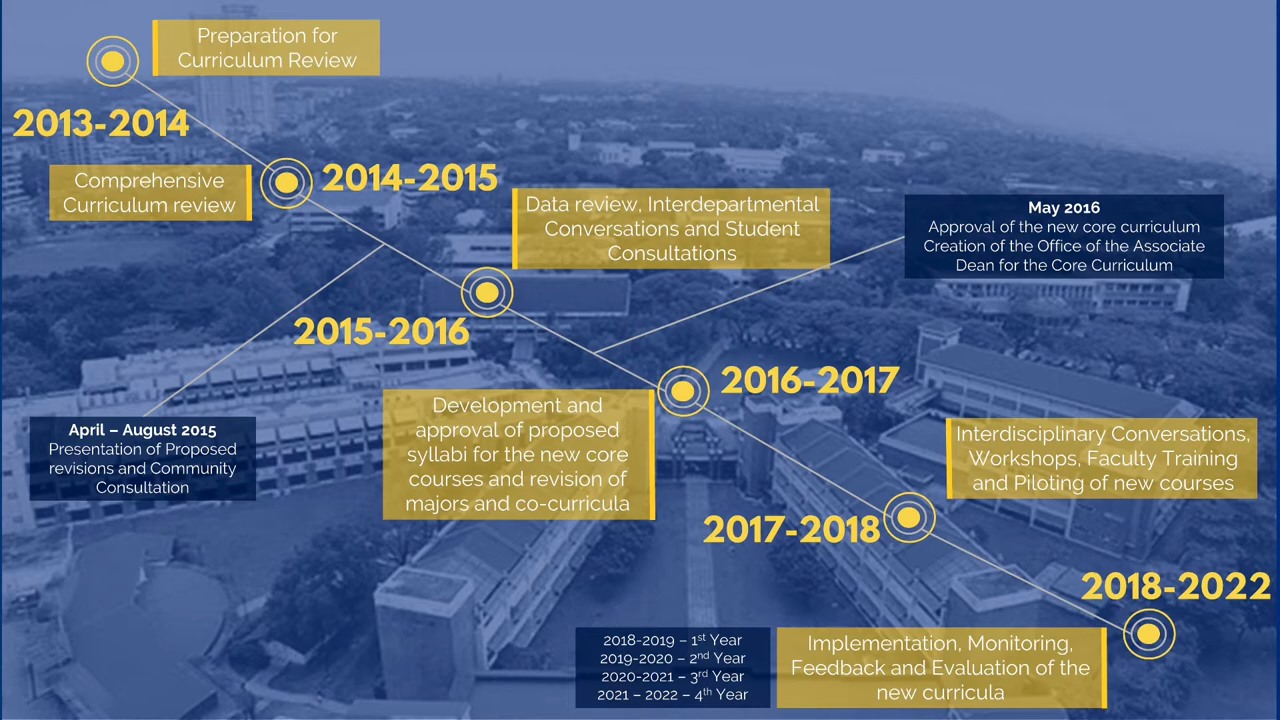 Preparation for
Curriculum Review
2013-2014
Comprehensive
Curriculum review
2014-2015
Data review, Interdepartmental
Conversations and Student
Consultations
2015-2016
May 2016
Approval of the new core curriculum
Creation of the Office of the Associate
Dean for the Core Curriculum
April – August 2015
Presentation of Proposed
revisions and Community
Consultation
2016-2017
Development and
approval of proposed
syllabi for the new core
courses and revision of
majors and co-curricula
Interdisciplinary Conversations,
Workshops, Faculty Training
and Piloting of new courses
2017-2018
2018-2022
2018-2019 – 1st Year
2019-2020 – 2nd Year
2020-2021 – 3rd Year
2021 – 2022 – 4th Year
Implementation, Monitoring,
Feedback and Evaluation of the
new curricula